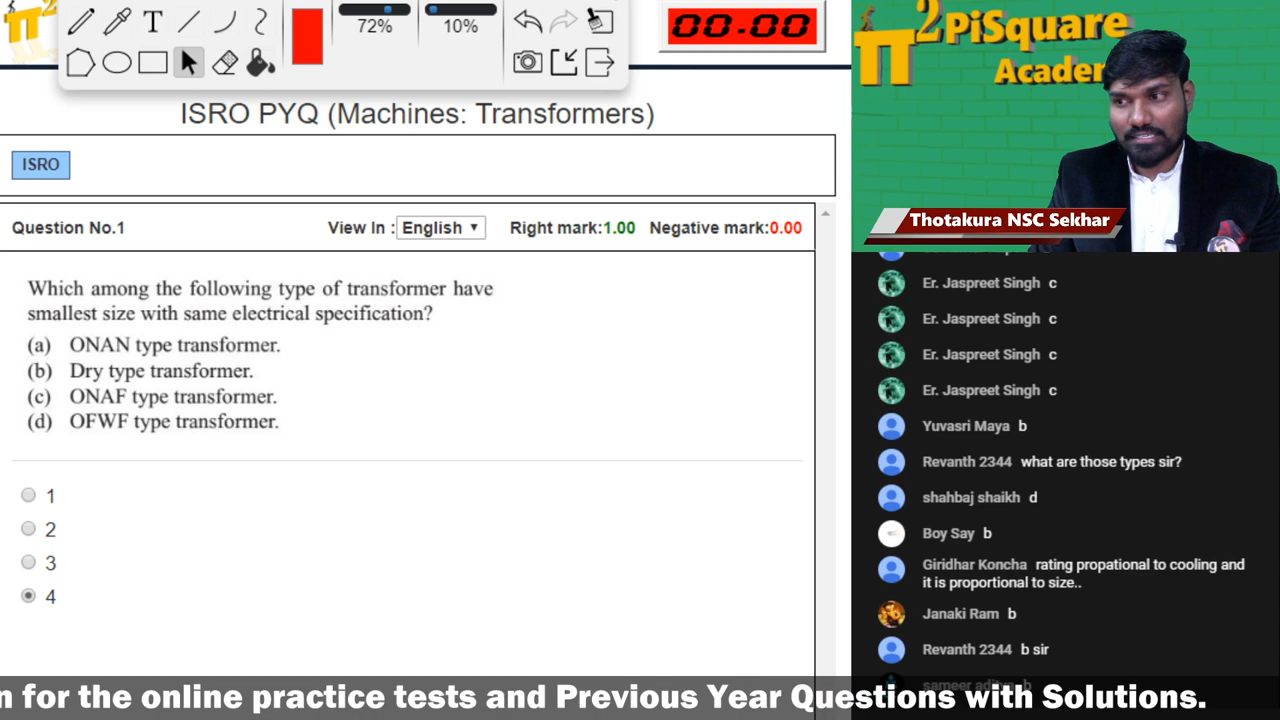 T
72%
10%
00.00
π2PiSquare
Academ
ISRO PYQ (Machines: Transformers)
ISRO
Thotakura NSC Sekhar
Question No.1 View In : English Right mark:1.00 Negative mark:0.00
Which among the following type of transformer have
smallest size with same electrical specification?
(a) ONAN type transformer.
(b) Dry type transformer.
(c) ONAF type transformer.
(d) OFWF type transformer.
1
2
3
4
Er. Jaspreet Singh c
Er. Jaspreet Singh c
Er. Jaspreet Singh c
Er. Jaspreet Singh c
Yuvasri Maya b
Revanth 2344 what are those types sir?
shahbaj shaikh d
Boy Say b
Giridhar Koncha rating propational to cooling and
it is proportional to size..
Janaki Ram b
Revanth 2344 b sir
sameer aditya b
n for the online practice tests and Previous Year Questions with Solutions.